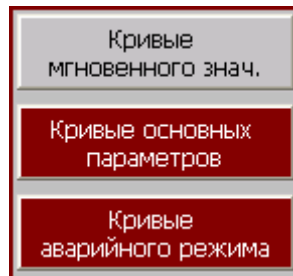 Кривые
мгновенного знач.
Кривые основных
параметров
Кривые
аварийного режима